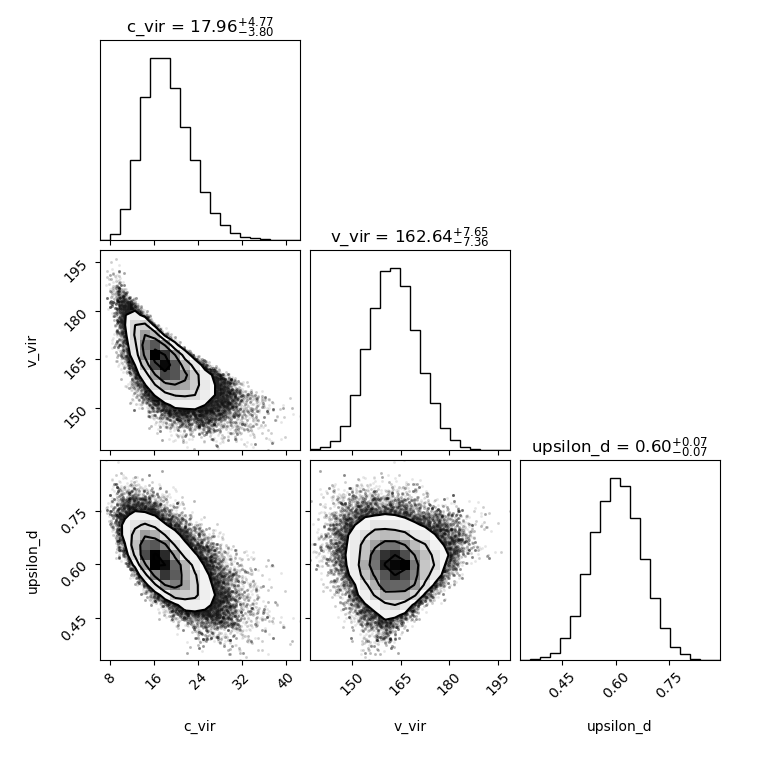 c_vir = 17.96^{+4.77}_{-3.80}
v_vir = 162.64^{+7.65}_{-7.36}
195
180
165
150
v_vir
upsilon_d = 0.60^{+0.07}_{-0.07}
0.75
0.60
0.45
upsilon_d
8 16 24 32 40 150 165 180 195 0.45 0.60 0.75
c_vir v_vir upsilon_d